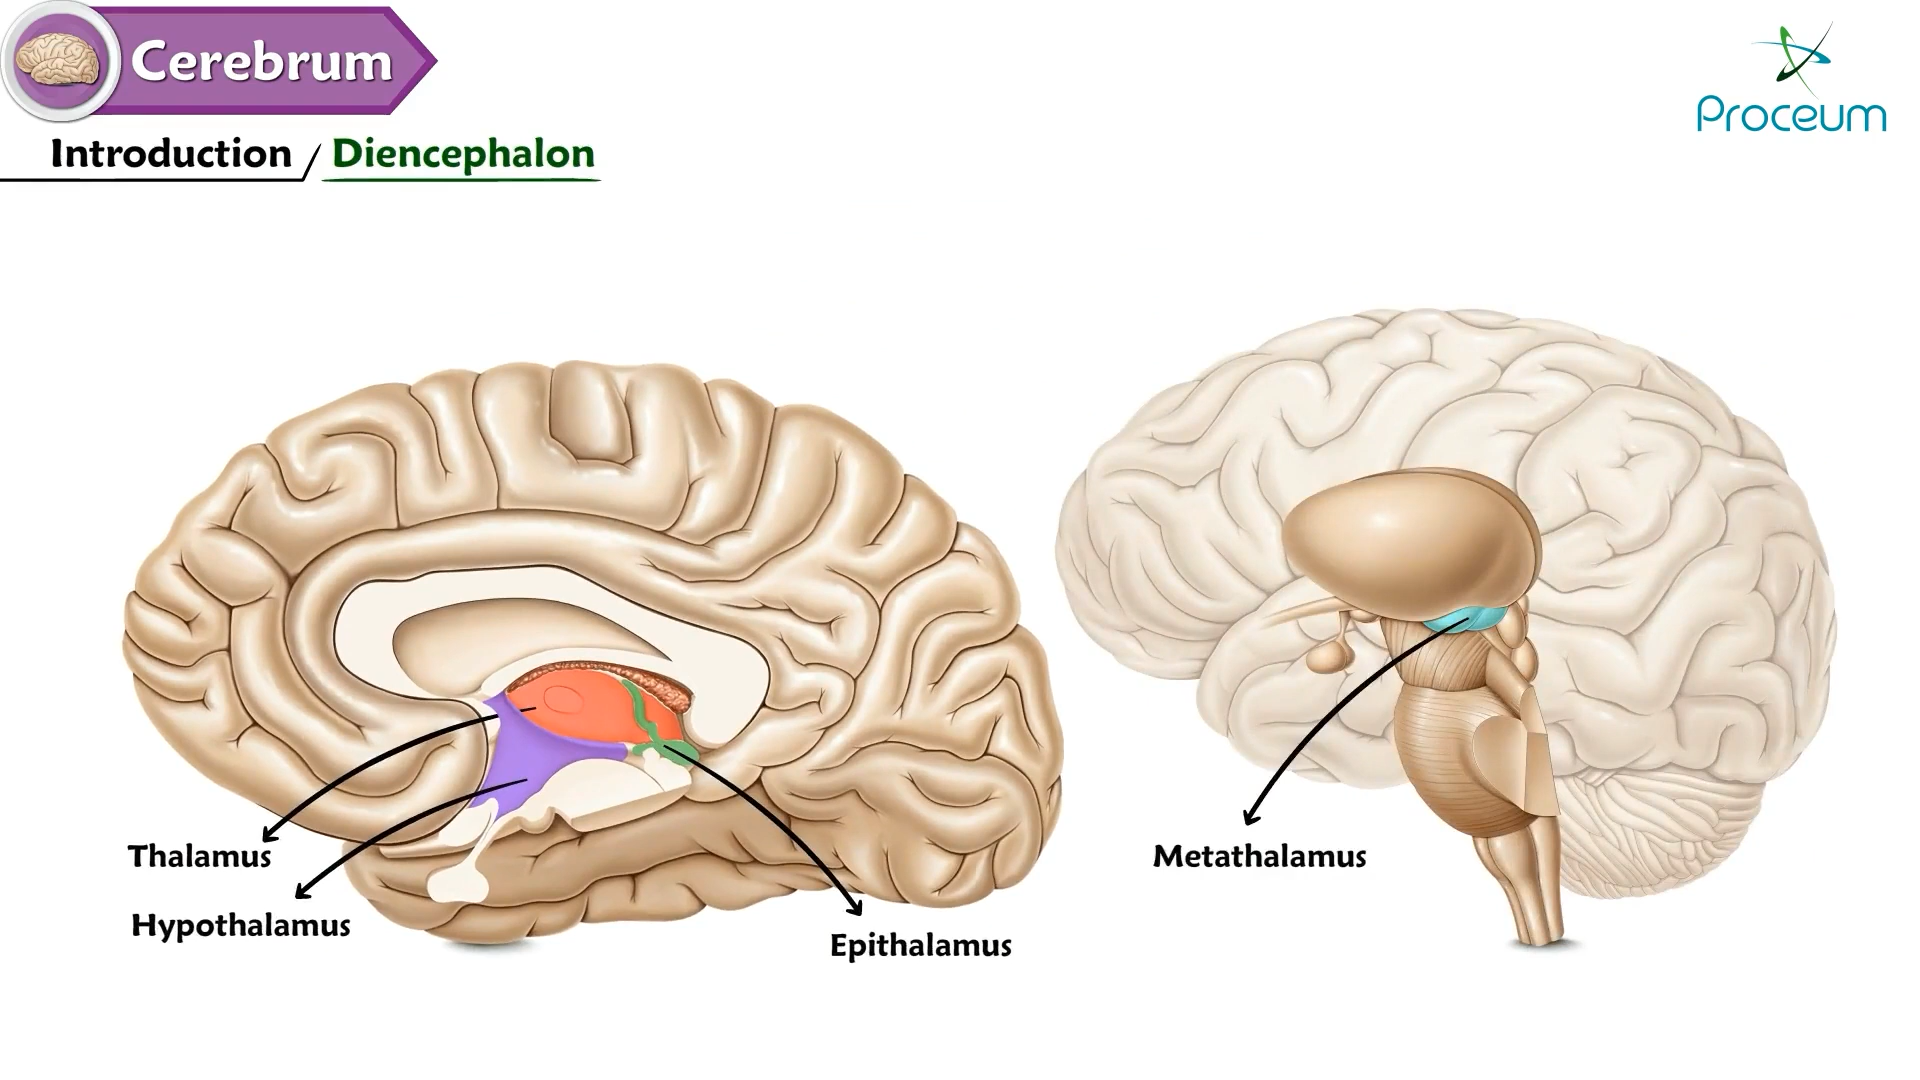 Cerebrum
Proceum
Introduction / Diencephalon
Thalamus
Hypothalamus
Epithalamus
Metathalamus